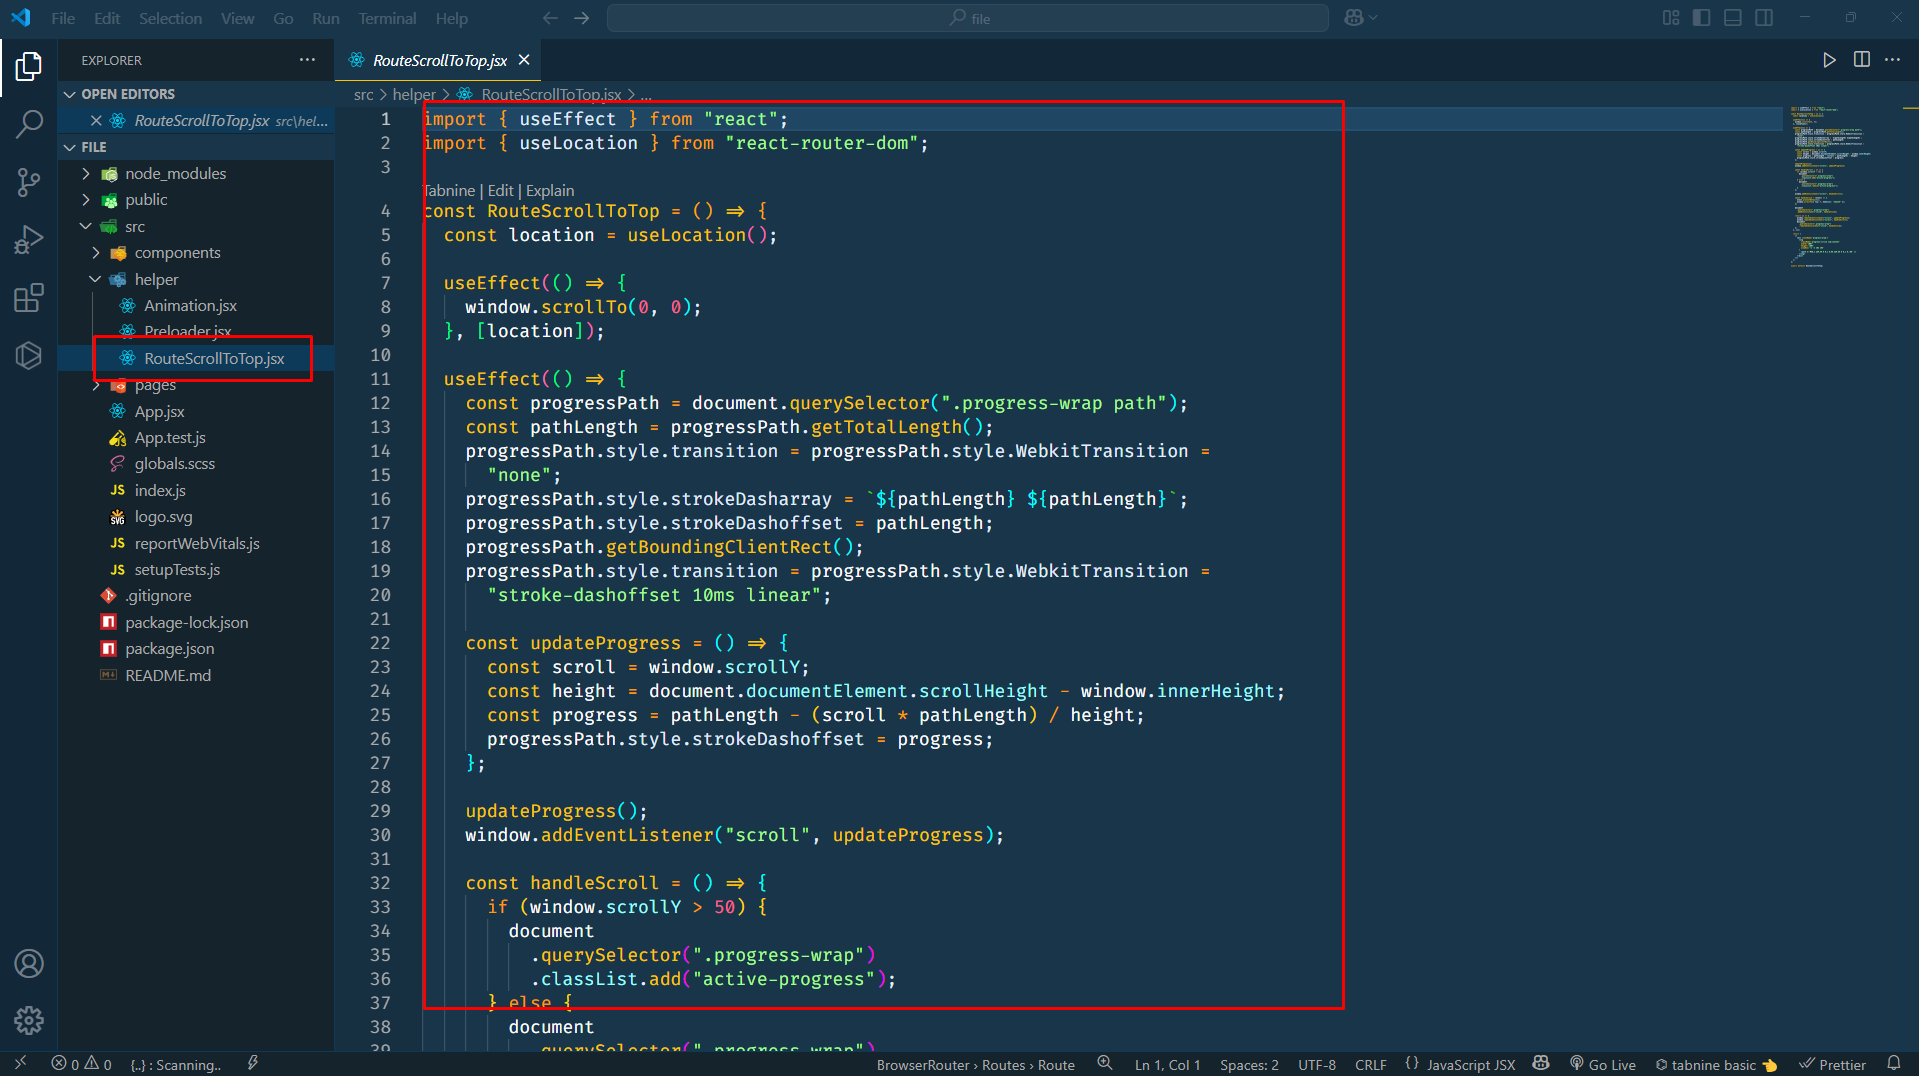 File Edit Selection View Go Run Terminal Help
file
EXPLORER
OPEN EDITORS
RouteScrollToTop.jsx src\hel...
FILE
node_modules
public
src
components
helper
Animation.jsx
Preloader.jsx
RouteScrollToTop.jsx
pages
App.jsx
App.test.js
globals.scss
JS index.js
SVG logo.svg
JS reportWebVitals.js
JS setupTests.js
.gitignore
package-lock.json
package.json
README.md
RouteScrollToTop.jsx
src > helper > RouteScrollToTop.jsx > ...
1 import { useEffect } from "react";
2 import { useLocation } from "react-router-dom";
3
Tabnine | Edit | Explain
4 const RouteScrollToTop = () => {
5 const location = useLocation();
6
7 useEffect(() => {
8 window.scrollTo(0, 0);
9 }, [location]);
10
11 useEffect(() => {
12 const progressPath = document.querySelector(".progress-wrap path");
13 const pathLength = progressPath.getTotalLength();
14 progressPath.style.transition = progressPath.style.WebkitTransition =
15 "none";
16 progressPath.style.strokeDasharray = `${pathLength} ${pathLength}`;
17 progressPath.style.strokeDashoffset = pathLength;
18 progressPath.getBoundingClientRect();
19 progressPath.style.transition = progressPath.style.WebkitTransition =
20 "stroke-dashoffset 10ms linear";
21
22 const updateProgress = () => {
23 const scroll = window.scrollY;
24 const height = document.documentElement.scrollHeight - window.innerHeight;
25 const progress = pathLength - (scroll * pathLength) / height;
26 progressPath.style.strokeDashoffset = progress;
27 };
28
29 updateProgress();
30 window.addEventListener("scroll", updateProgress);
31
32 const handleScroll = () => {
33 if (window.scrollY > 50) {
34 document
35 .querySelector(".progress-wrap")
36 .classList.add("active-progress");
37 } else {
38 document
39 .querySelector(".progress-wrap")
0 0 {..} : Scanning.. BrowserRouter › Routes › Route Ln 1, Col 1 Spaces: 2 UTF-8 CRLF {} JavaScript JSX Go Live tabnine basic 👈 Prettier